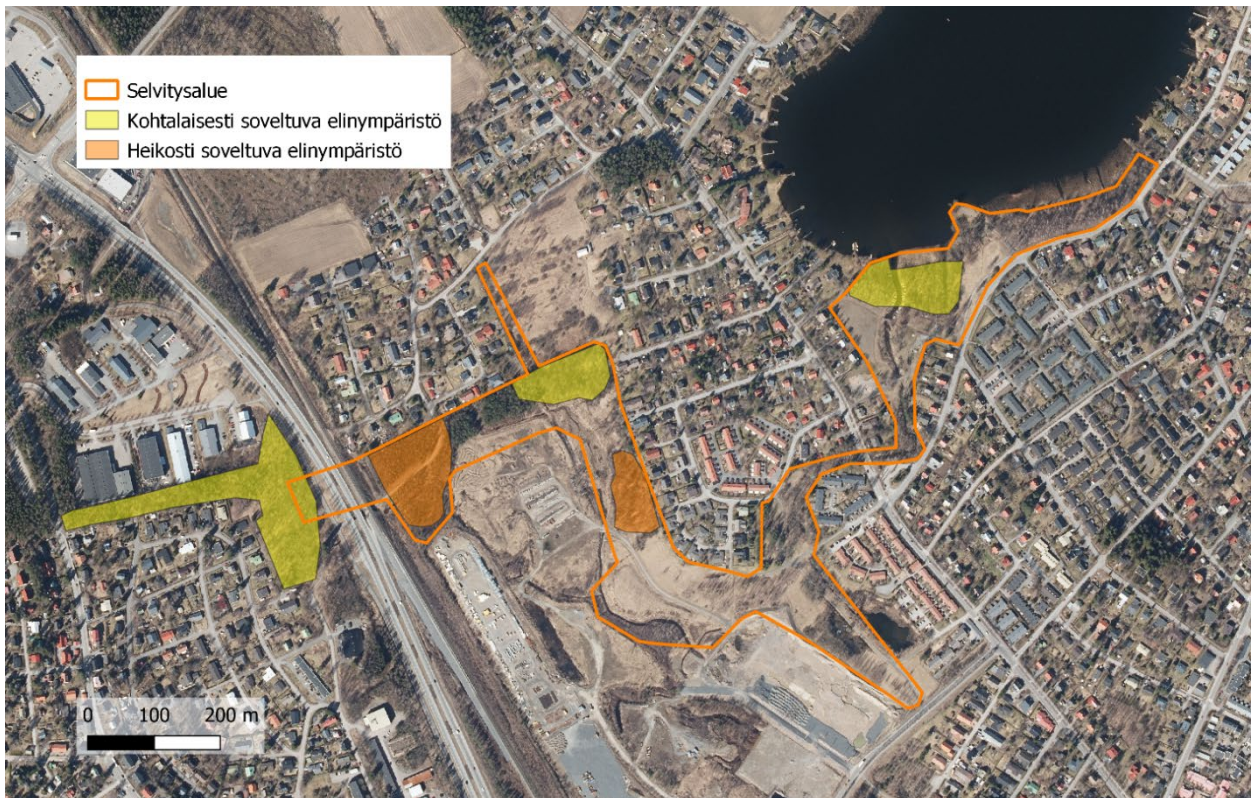 Selvitysalue
Kohtalaisesti soveltuva elinympäristö
Heikosti soveltuva elinympäristö
0 100 200 m